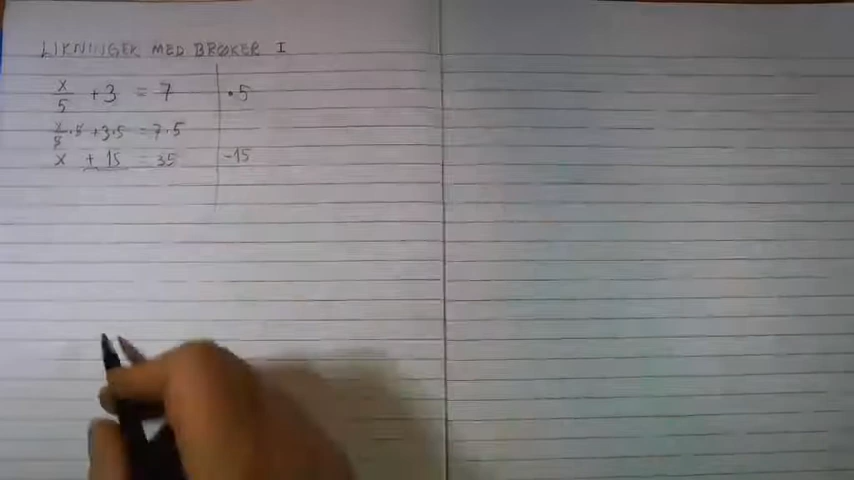 LIKNINGER MED BRØKER I
x/5 + 3 = 7 | •5
x/5 · 5 + 3 · 5 = 7 · 5
x + 15 = 35 | -15